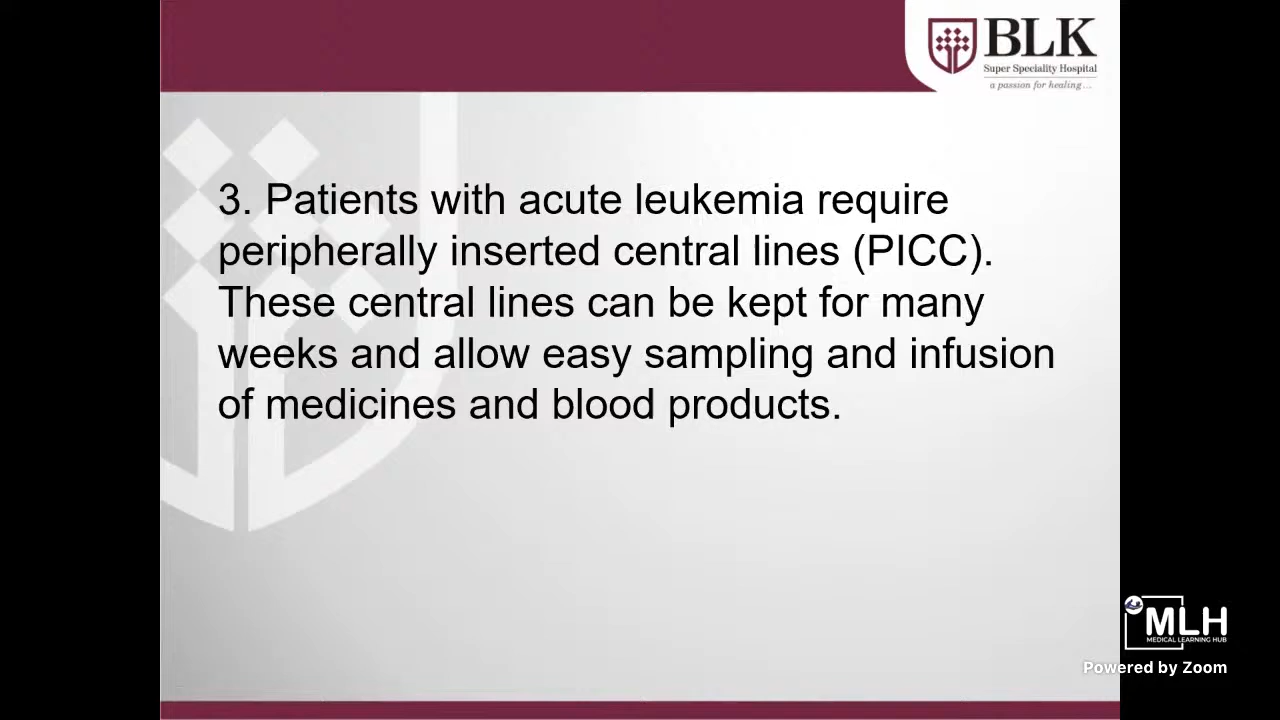 BLK
Super Speciality Hospital
a passion for healing...
3. Patients with acute leukemia require
peripherally inserted central lines (PICC).
These central lines can be kept for many
weeks and allow easy sampling and infusion
of medicines and blood products.
MLH
MEDICAL LEARNING HUB
Powered by Zoom